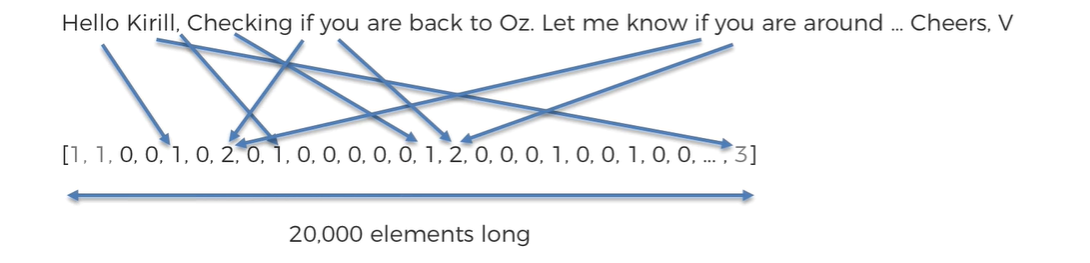 Hello Kirill, Checking if you are back to Oz. Let me know if you are around ... Cheers, V
[1, 1, 0, 0, 1, 0, 2, 0, 1, 0, 0, 0, 0, 0, 1, 2, 0, 0, 0, 1, 0, 0, 1, 0, 0, ... , 3]
20,000 elements long